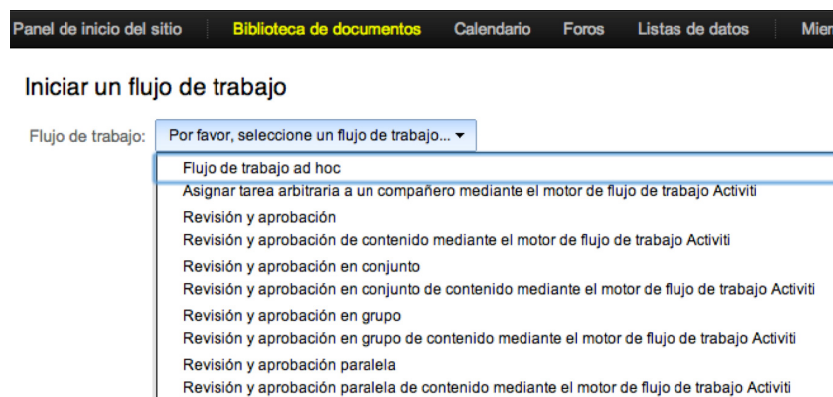 Panel de inicio del sitio Biblioteca de documentos Calendario Foros Listas de datos
Iniciar un flujo de trabajo
Flujo de trabajo: Por favor, seleccione un flujo de trabajo...
Flujo de trabajo ad hoc
Asignar tarea arbitraria a un compañero mediante el motor de flujo de trabajo Activiti
Revisión y aprobación
Revisión y aprobación de contenido mediante el motor de flujo de trabajo Activiti
Revisión y aprobación en conjunto
Revisión y aprobación en conjunto de contenido mediante el motor de flujo de trabajo Activiti
Revisión y aprobación en grupo
Revisión y aprobación en grupo de contenido mediante el motor de flujo de trabajo Activiti
Revisión y aprobación paralela
Revisión y aprobación paralela de contenido mediante el motor de flujo de trabajo Activiti